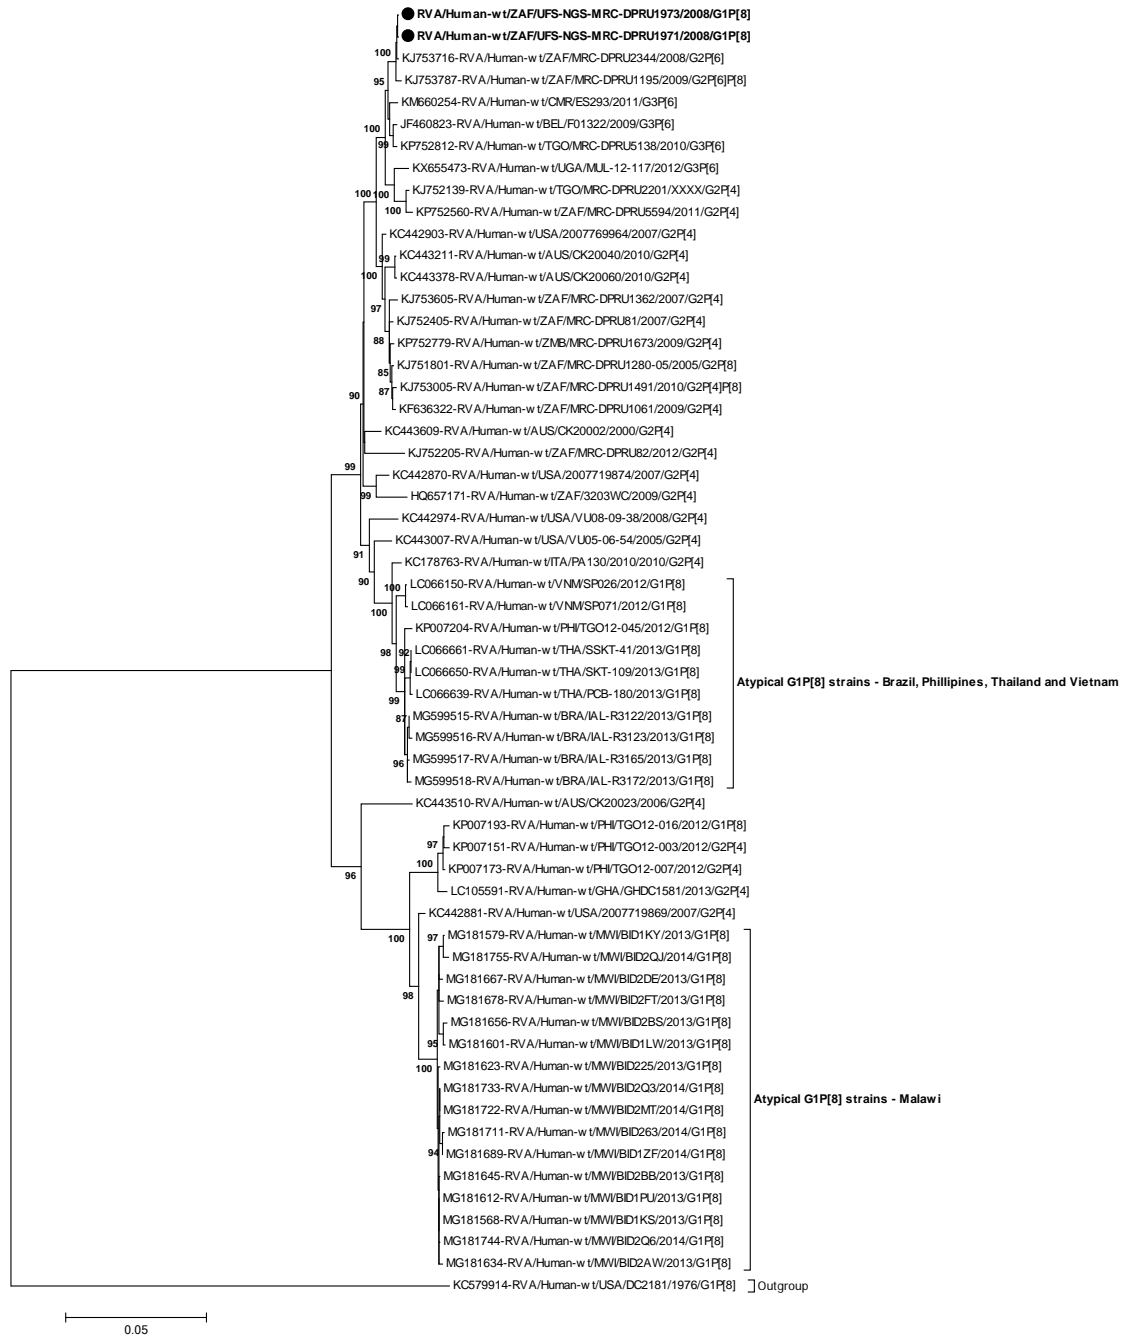 RVA/Human-wt/ZAF/UFS-NGS-MRC-DPRU1973/2008/G1P[8]
RVA/Human-wt/ZAF/UFS-NGS-MRC-DPRU1971/2008/G1P[8]
100
KJ753716-RVA/Human-wt/ZAF/MRC-DPRU2344/2008/G2P[6]
95
KJ753787-RVA/Human-wt/ZAF/MRC-DPRU1195/2009/G2P[6]P[8]
KM660254-RVA/Human-wt/CMR/ES293/2011/G3P[6]
100
JF460823-RVA/Human-wt/BEL/F01322/2009/G3P[6]
99
KP752812-RVA/Human-wt/TGO/MRC-DPRU5138/2010/G3P[6]
KX655473-RVA/Human-wt/UGA/MUL-12-117/2012/G3P[6]
100
100
KJ752139-RVA/Human-wt/TGO/MRC-DPRU2201/XXXX/G2P[4]
100
KP752560-RVA/Human-wt/ZAF/MRC-DPRU5594/2011/G2P[4]
KC442903-RVA/Human-wt/USA/2007769964/2007/G2P[4]
99
KC443211-RVA/Human-wt/AUS/CK20040/2010/G2P[4]
100
KC443378-RVA/Human-wt/AUS/CK20060/2010/G2P[4]
KJ753605-RVA/Human-wt/ZAF/MRC-DPRU1362/2007/G2P[4]
97
KJ752405-RVA/Human-wt/ZAF/MRC-DPRU81/2007/G2P[4]
88
KP752779-RVA/Human-wt/ZMB/MRC-DPRU1673/2009/G2P[4]
KJ751801-RVA/Human-wt/ZAF/MRC-DPRU1280-05/2005/G2P[8]
85
KJ753005-RVA/Human-wt/ZAF/MRC-DPRU1491/2010/G2P[4]P[8]
87
90
KF636322-RVA/Human-wt/ZAF/MRC-DPRU1061/2009/G2P[4]
KC443609-RVA/Human-wt/AUS/CK20002/2000/G2P[4]
KJ752205-RVA/Human-wt/ZAF/MRC-DPRU82/2012/G2P[4]
99
KC442870-RVA/Human-wt/USA/2007719874/2007/G2P[4]
99
HQ657171-RVA/Human-wt/ZAF/3203WC/2009/G2P[4]
KC442974-RVA/Human-wt/USA/VU08-09-38/2008/G2P[4]
KC443007-RVA/Human-wt/USA/VU05-06-54/2005/G2P[4]
91
KC178763-RVA/Human-wt/ITA/PA130/2010/2010/G2P[4]
90
100
LC066150-RVA/Human-wt/VNM/SP026/2012/G1P[8]
LC066161-RVA/Human-wt/VNM/SP071/2012/G1P[8]
100
KP007204-RVA/Human-wt/PHI/TGO12-045/2012/G1P[8]
98
92
LC066661-RVA/Human-wt/THA/SSKT-41/2013/G1P[8]
99
LC066650-RVA/Human-wt/THA/SKT-109/2013/G1P[8]
Atypical G1P[8] strains - Brazil, Phillipines, Thailand and Vietnam
LC066639-RVA/Human-wt/THA/PCB-180/2013/G1P[8]
99
MG599515-RVA/Human-wt/BRA/IAL-R3122/2013/G1P[8]
87
MG599516-RVA/Human-wt/BRA/IAL-R3123/2013/G1P[8]
MG599517-RVA/Human-wt/BRA/IAL-R3165/2013/G1P[8]
96
MG599518-RVA/Human-wt/BRA/IAL-R3172/2013/G1P[8]
KC443510-RVA/Human-wt/AUS/CK20023/2006/G2P[4]
KP007193-RVA/Human-wt/PHI/TGO12-016/2012/G1P[8]
97
KP007151-RVA/Human-wt/PHI/TGO12-003/2012/G2P[4]
100
KP007173-RVA/Human-wt/PHI/TGO12-007/2012/G2P[4]
96
LC105591-RVA/Human-wt/GHA/GHDC1581/2013/G2P[4]
KC442881-RVA/Human-wt/USA/2007719869/2007/G2P[4]
100
97
MG181579-RVA/Human-wt/MWI/BID1KY/2013/G1P[8]
MG181755-RVA/Human-wt/MWI/BID2QJ/2014/G1P[8]
MG181667-RVA/Human-wt/MWI/BID2DE/2013/G1P[8]
98
MG181678-RVA/Human-wt/MWI/BID2FT/2013/G1P[8]
MG181656-RVA/Human-wt/MWI/BID2BS/2013/G1P[8]
95
MG181601-RVA/Human-wt/MWI/BID1LW/2013/G1P[8]
100
MG181623-RVA/Human-wt/MWI/BID225/2013/G1P[8]
MG181733-RVA/Human-wt/MWI/BID2Q3/2014/G1P[8]
Atypical G1P[8] strains - Malawi
MG181722-RVA/Human-wt/MWI/BID2MT/2014/G1P[8]
MG181711-RVA/Human-wt/MWI/BID263/2014/G1P[8]
94
MG181689-RVA/Human-wt/MWI/BID1ZF/2014/G1P[8]
MG181645-RVA/Human-wt/MWI/BID2BB/2013/G1P[8]
MG181612-RVA/Human-wt/MWI/BID1PU/2013/G1P[8]
MG181568-RVA/Human-wt/MWI/BID1KS/2013/G1P[8]
MG181744-RVA/Human-wt/MWI/BID2Q6/2014/G1P[8]
MG181634-RVA/Human-wt/MWI/BID2AW/2013/G1P[8]
KC579914-RVA/Human-wt/USA/DC2181/1976/G1P[8]
Outgroup
0.05